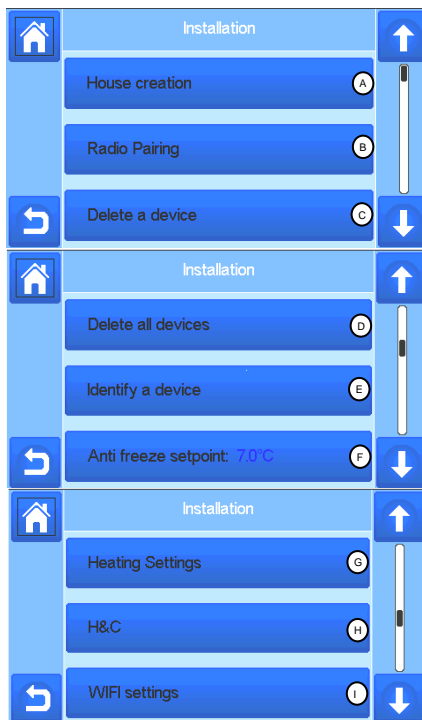 Installation
House creation A
Radio Pairing B
Delete a device C
Installation
Delete all devices D
Identify a device E
Anti freeze setpoint: 7.0°C F
Installation
Heating Settings G
H&C H
WIFI settings I